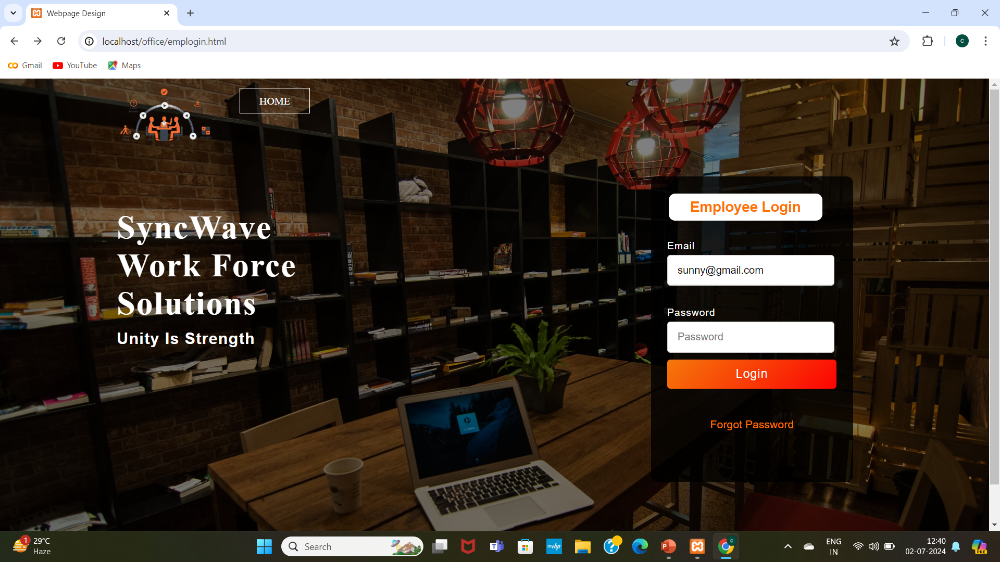 Webpage Design
localhost/office/emplogin.html
Gmail
YouTube
Maps
HOME
SyncWave
Work Force
Solutions
Unity Is Strength
Employee Login
Email
sunny@gmail.com
Password
Password
Login
Forgot Password
1
29°C
Haze
Search
myhp
ENG
IN
12:40
02-07-2024
PRE